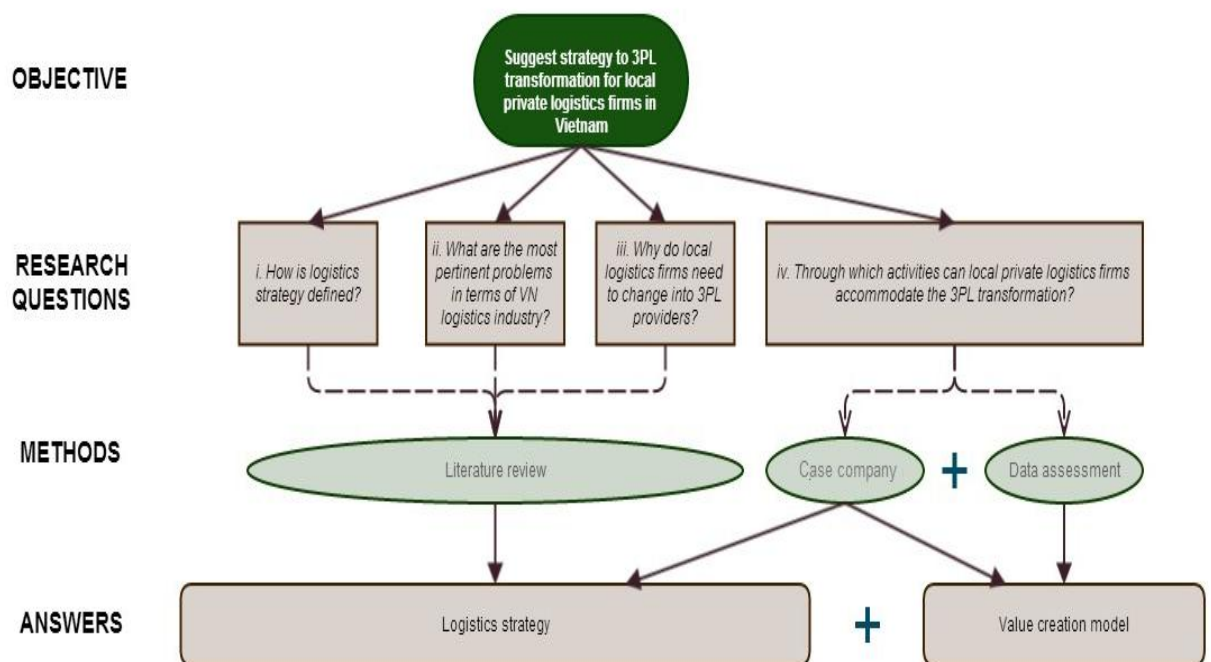 OBJECTIVE
Suggest strategy to 3PL
transformation for local
private logistics firms in
Vietnam
RESEARCH
QUESTIONS
i. How is logistics
strategy defined?
ii. What are the most
pertinent problems
in terms of VN
logistics industry?
iii. Why do local
logistics firms need
to change into 3PL
providers?
iv. Through which activities can local private logistics firms
accommodate the 3PL transformation?
METHODS
Literature review
Case company
+
Data assessment
ANSWERS
Logistics strategy
+
Value creation model